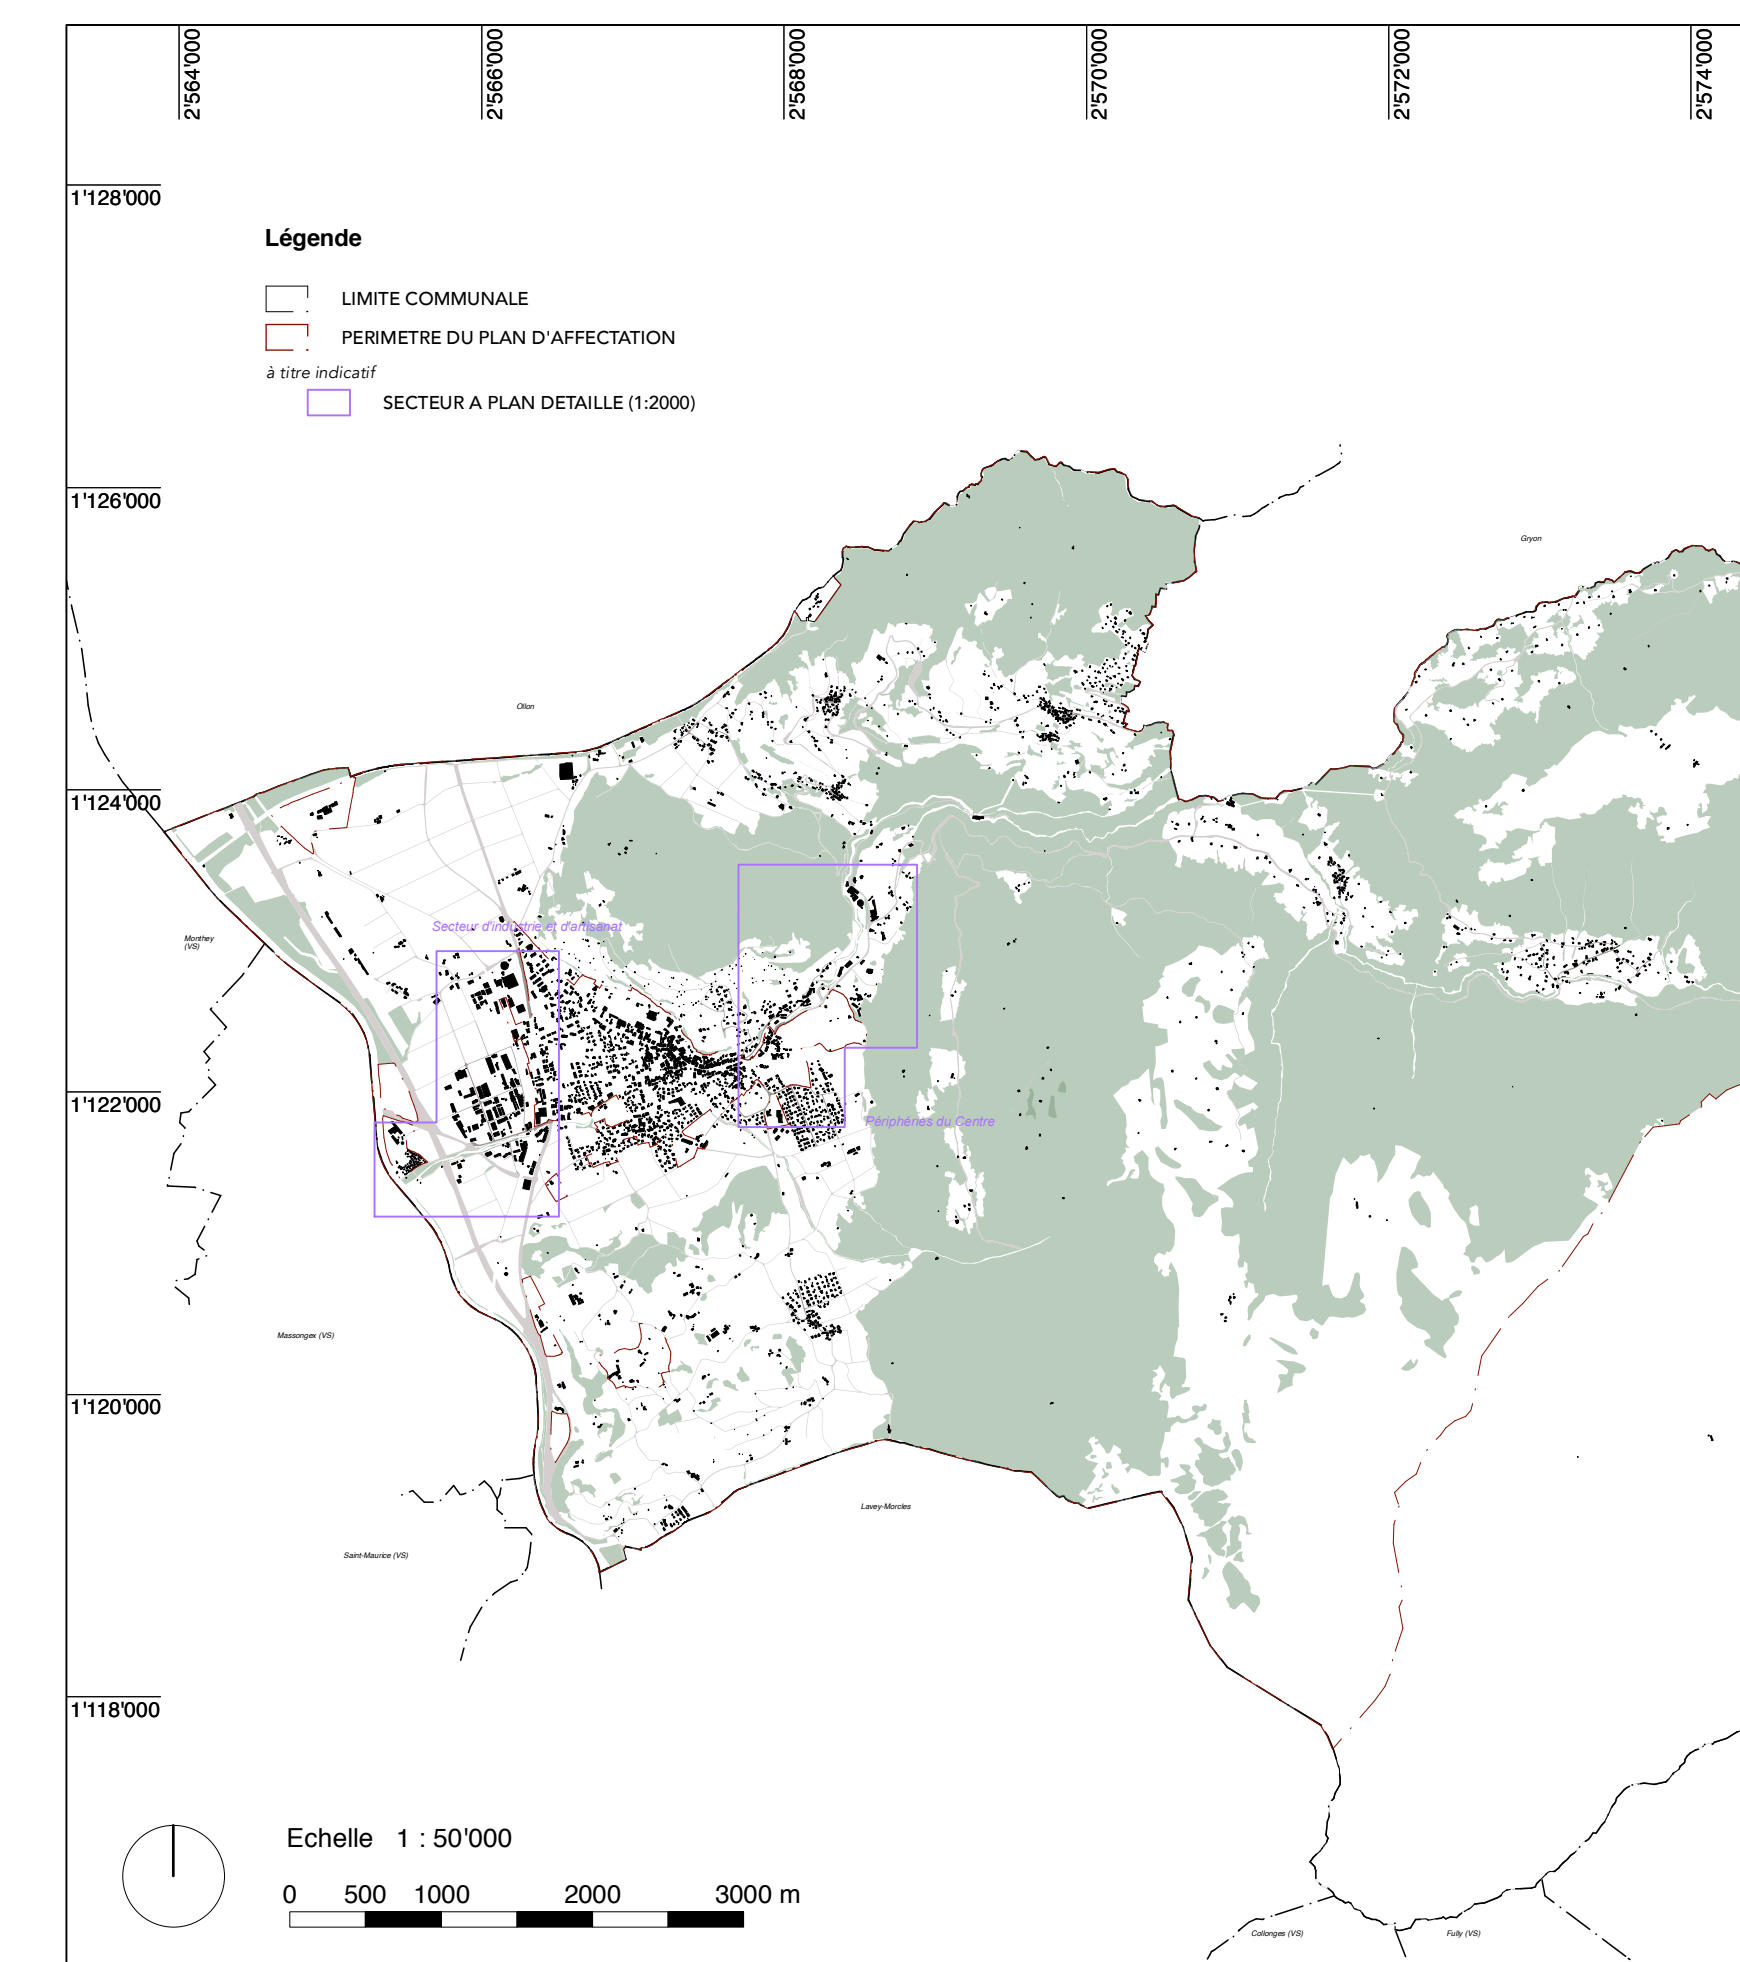 2'564'000
2'566'000
2'568'000
2'570'000
2'572'000
2'574'000
1'128'000
Légende
LIMITE COMMUNALE
PERIMETRE DU PLAN D'AFFECTATION
à titre indicatif
SECTEUR A PLAN DETAILLE (1:2000)
1'126'000
Gryon
Ollon
1'124'000
Secteur d'industrie et d'artisanat
Monthey
(VS)
1'122'000
Périphéries du Centre
Massongex (VS)
1'120'000
Lavey-Morcles
Saint-Maurice (VS)
1'118'000
Echelle 1 : 50'000
0 500 1000 2000 3000 m
Collonges (VS)
Fully (VS)